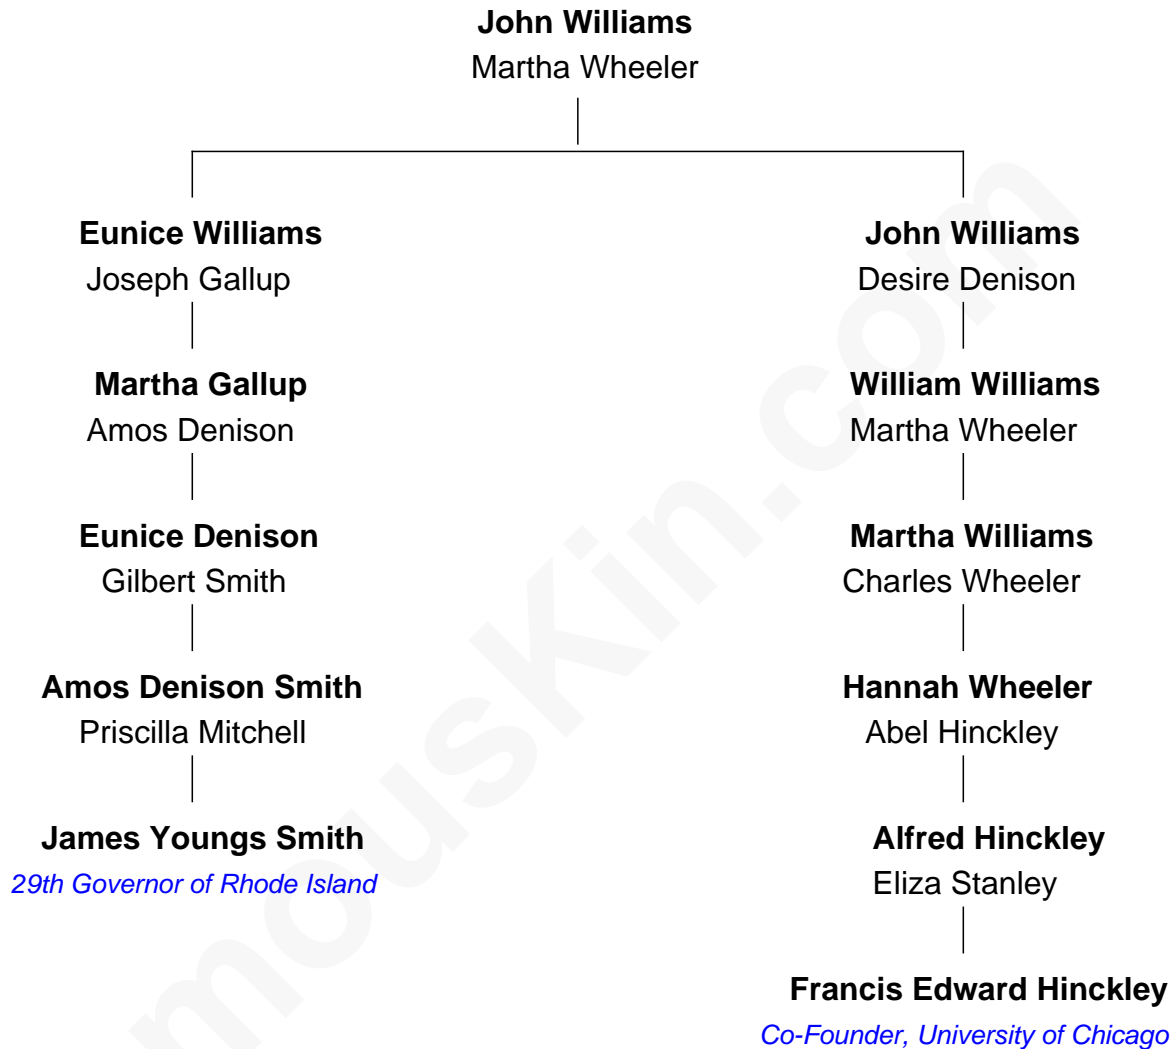 John Williams
Martha Wheeler
Eunice Williams
Joseph Gallup
John Williams
Desire Denison
Martha Gallup
Amos Denison
William Williams
Martha Wheeler
Eunice Denison
Gilbert Smith
Martha Williams
Charles Wheeler
Amos Denison Smith
Priscilla Mitchell
Hannah Wheeler
Abel Hinckley
James Youngs Smith
29th Governor of Rhode Island
Alfred Hinckley
Eliza Stanley
Francis Edward Hinckley
Co-Founder, University of Chicago
mousKin.com